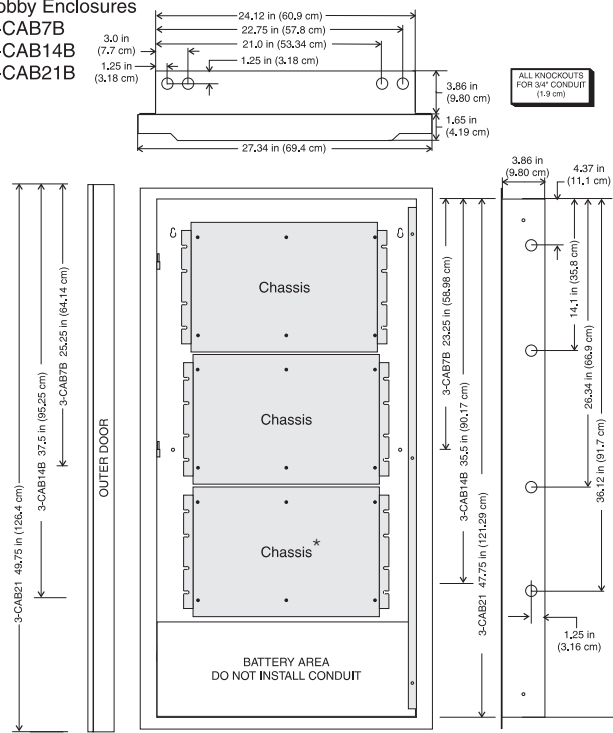 obby Enclosures
-CAB7B
-CAB14B
-CAB21B
24.12 in (60.9 cm)
22.75 in (57.8 cm)
21.0 in (53.34 cm)
3.0 in
(7.7 cm)
1.25 in
(3.18 cm)
1.25 in (3.18 cm)
3.86 in
(9.80 cm)
1.65 in
(4.19 cm)
27.34 in (69.4 cm)
ALL KNOCKOUTS
FOR 3/4" CONDUIT
(1.9 cm)
3.86 in
(9.80 cm)
4.37 in
(11.1 cm)
3-CAB21 49.75 in (126.4 cm)
3-CAB14B 37.5 in (95.25 cm)
3-CAB7B 25.25 in (64.14 cm)
OUTER DOOR
Chassis
Chassis
Chassis*
BATTERY AREA
DO NOT INSTALL CONDUIT
3-CAB7B 23.25 in (58.98 cm)
3-CAB14B 35.5 in (90.17 cm)
3-CAB21 47.75 in (121.29 cm)
14.1 in (35.8 cm)
26.34 in (66.9 cm)
36.12 in (91.7 cm)
1.25 in
(3.16 cm)